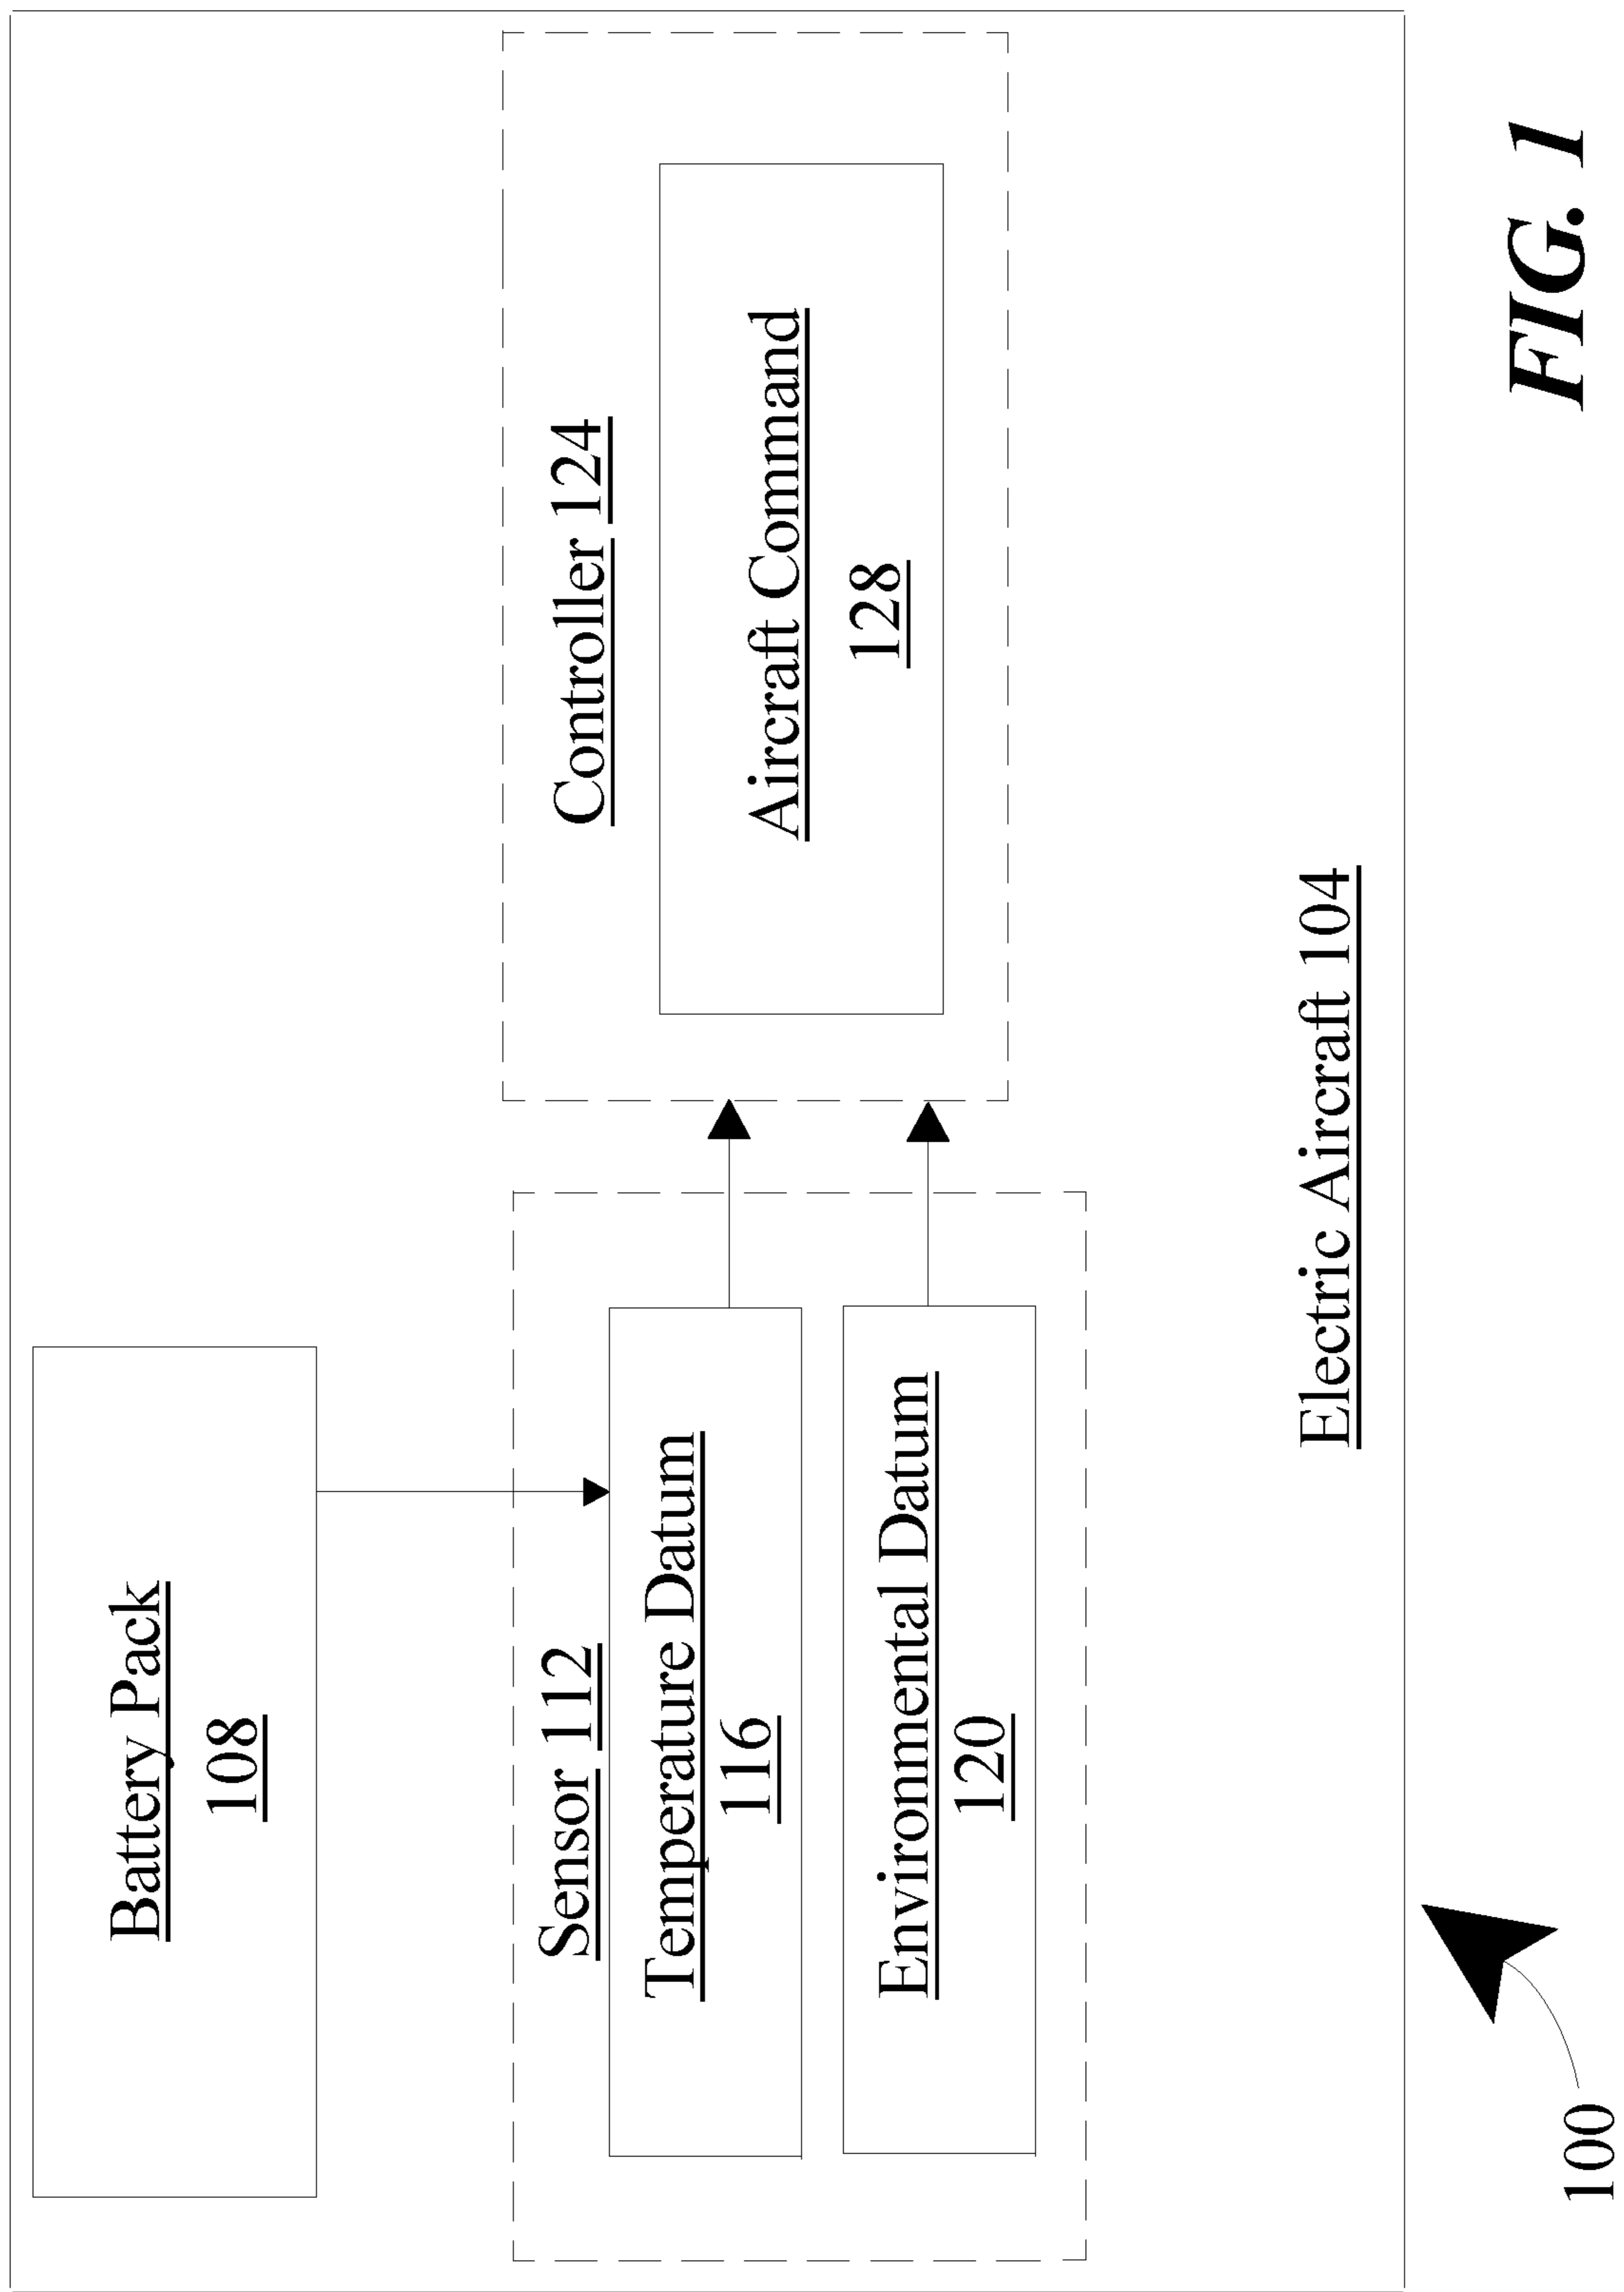 Battery Pack
108
Sensor 112
Temperature Datum
116
Environmental Datum
120
Controller 124
Aircraft Command
128
Electric Aircraft 104
100
FIG. 1